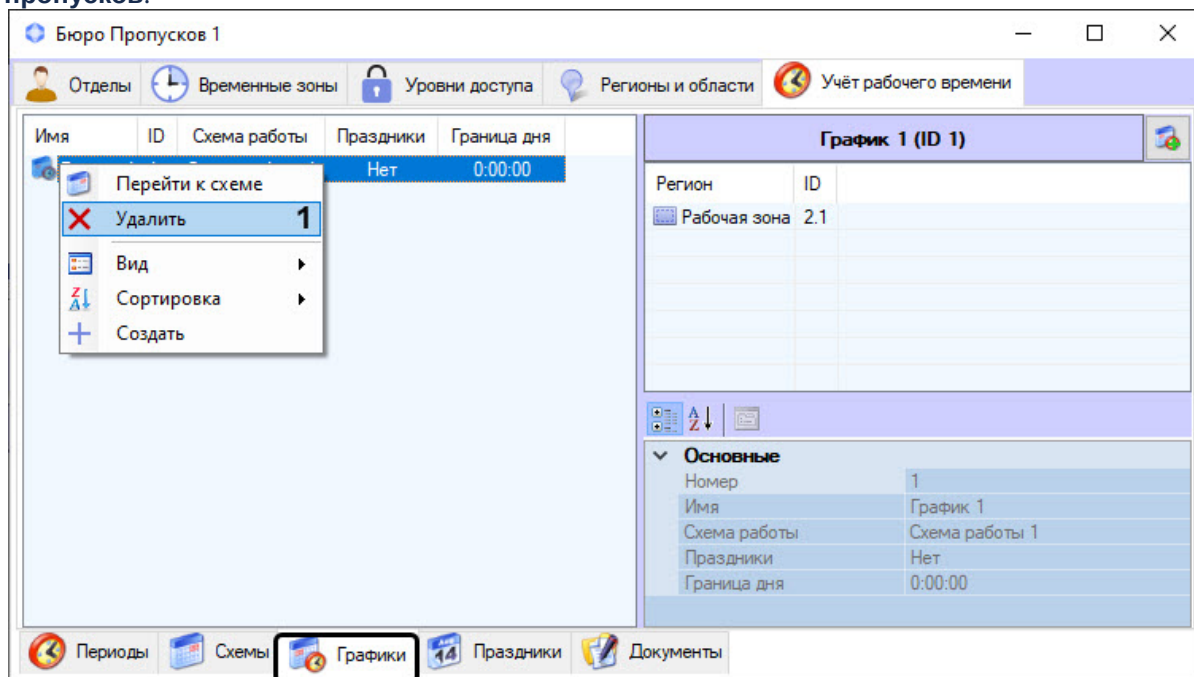 пропусков.
Бюро Пропусков 1
Отделы Временные зоны Уровни доступа Регионы и области Учёт рабочего времени
Имя ID Схема работы Праздники Граница дня
Нет 0:00:00
Перейти к схеме
Удалить 1
Вид
Сортировка
Создать
График 1 (ID 1)
Регион ID
Рабочая зона 2.1
Основные
Номер 1
Имя График 1
Схема работы Схема работы 1
Праздники Нет
Граница дня 0:00:00
Периоды Схемы Графики Праздники Документы